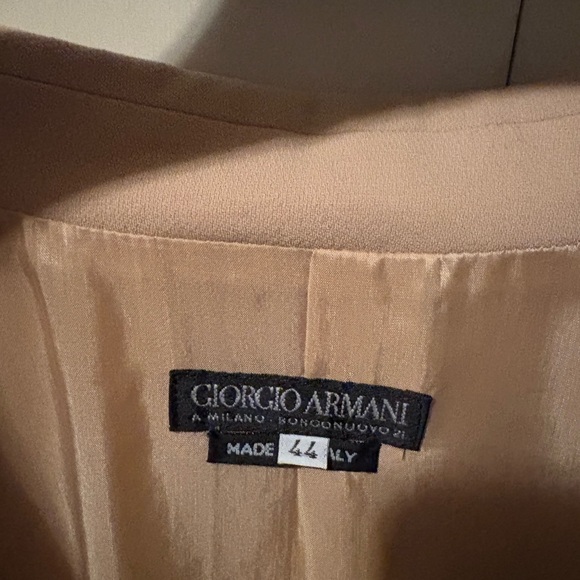 GIORGIO ARMANI
A MILANO · BORGONUOVO 21
MADE 44 ALY